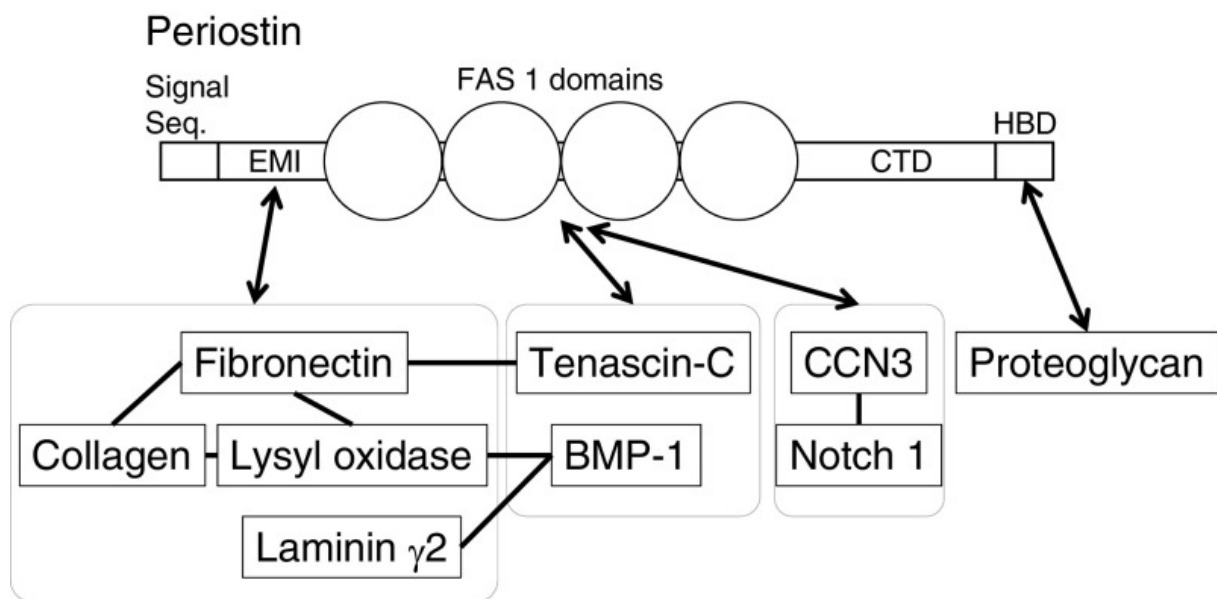 Periostin
Signal
Seq.
FAS 1 domains
HBD
EMI
CTD
Fibronectin
Tenascin-C
CCN3
Proteoglycan
Collagen
Lysyl oxidase
BMP-1
Notch 1
Laminin γ2